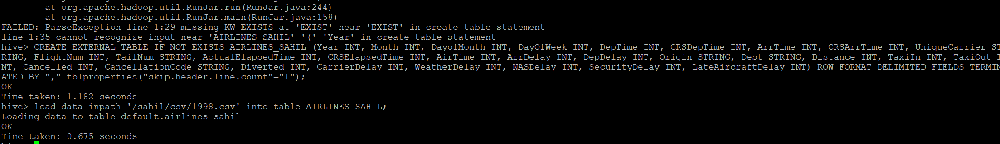 at org.apache.hadoop.util.RunJar.run(RunJar.java:244)
at org.apache.hadoop.util.RunJar.main(RunJar.java:158)
FAILED: ParseException line 1:29 missing KW_EXISTS at 'EXIST' near 'EXIST' in create table statement
line 1:35 cannot recognize input near 'AIRLINES_SAHIL' '(' 'Year' in create table statement
hive> CREATE EXTERNAL TABLE IF NOT EXISTS AIRLINES_SAHIL (Year INT, Month INT, DayofMonth INT, DayOfWeek INT, DepTime INT, CRSDepTime INT, ArrTime INT, CRSArrTime INT, UniqueCarrier ST
RING, FlightNum INT, TailNum STRING, ActualElapsedTime INT, CRSElapsedTime INT, AirTime INT, ArrDelay INT, DepDelay INT, Origin STRING, Dest STRING, Distance INT, TaxiIn INT, TaxiOut I
NT, Cancelled INT, CancellationCode STRING, Diverted INT, CarrierDelay INT, WeatherDelay INT, NASDelay INT, SecurityDelay INT, LateAircraftDelay INT) ROW FORMAT DELIMITED FIELDS TERMIN
ATED BY "," tblproperties("skip.header.line.count"="1");
OK
Time taken: 1.182 seconds
hive> load data inpath '/sahil/csv/1998.csv' into table AIRLINES_SAHIL;
Loading data to table default.airlines_sahil
OK
Time taken: 0.675 seconds